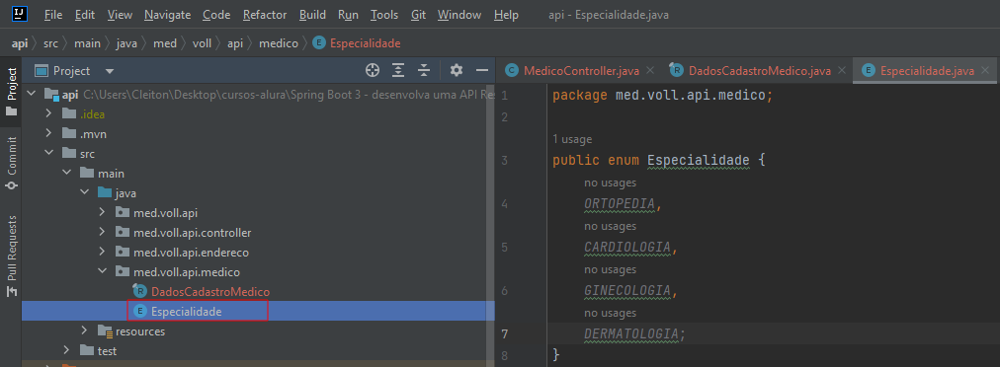 IJ File Edit View Navigate Code Refactor Build Run Tools Git Window Help api - Especialidade.java
api src main java med voll api medico E Especialidade
Project
Commit
Pull Requests
Project
api C:\Users\Cleiton\Desktop\cursos-alura\Spring Boot 3 - desenvolva uma API Re
.idea
.mvn
src
main
java
med.voll.api
med.voll.api.controller
med.voll.api.endereco
med.voll.api.medico
R DadosCadastroMedico
E Especialidade
resources
test
C MedicoController.java R DadosCadastroMedico.java E Especialidade.java
1 package med.voll.api.medico;
2
1 usage
3 public enum Especialidade {
no usages
4 ORTOPEDIA,
no usages
5 CARDIOLOGIA,
no usages
6 GINECOLOGIA,
no usages
7 DERMATOLOGIA;
8 }